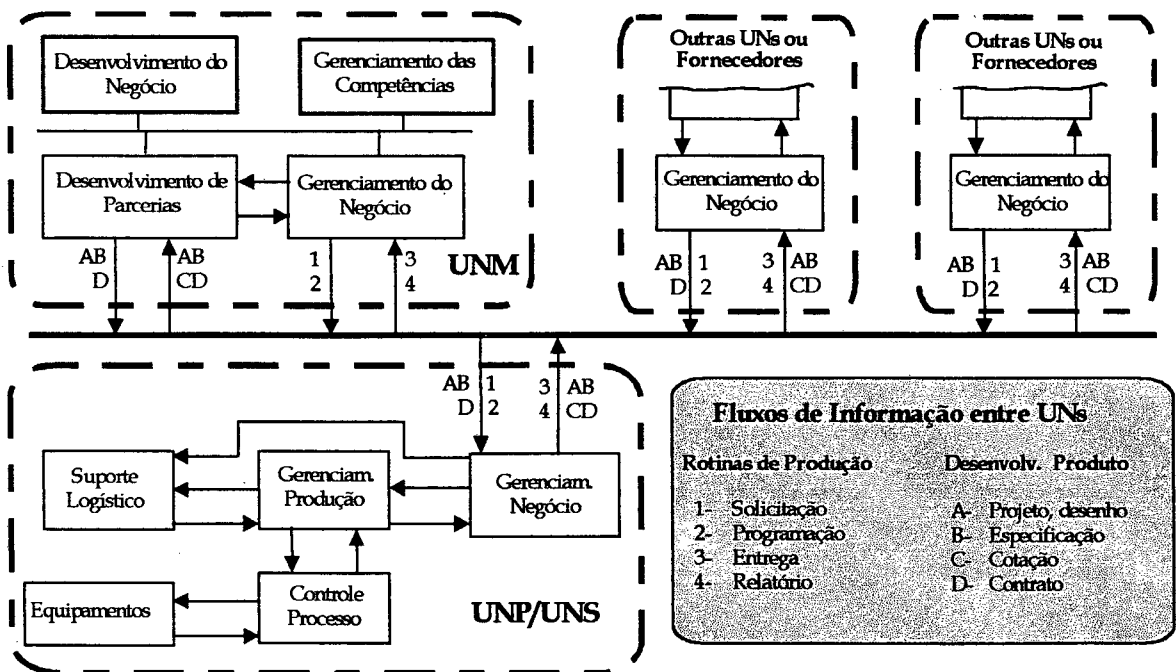 Desenvolvimento do
Negócio
Gerenciamento das
Competências
Desenvolvimento de
Parcerias
Gerenciamento do
Negócio
AB
D
AB
CD
1
2
3
4
UNM
Outras UNs ou
Fornecedores
Gerenciamento do
Negócio
AB
D
1
2
3
4
AB
CD
Outras UNs ou
Fornecedores
Gerenciamento do
Negócio
AB
D
1
2
3
4
AB
CD
AB
D
1
2
3
4
AB
CD
Suporte
Logístico
Gerenciam.
Produção
Gerenciam.
Negócio
Equipamentos
Controle
Processo
UNP/UNS
Fluxos de Informação entre UNs
Rotinas de Produção
1- Solicitação
2- Programação
3- Entrega
4- Relatório
Desenvolv. Produto
A- Projeto, desenho
B- Especificação
C- Cotação
D- Contrato